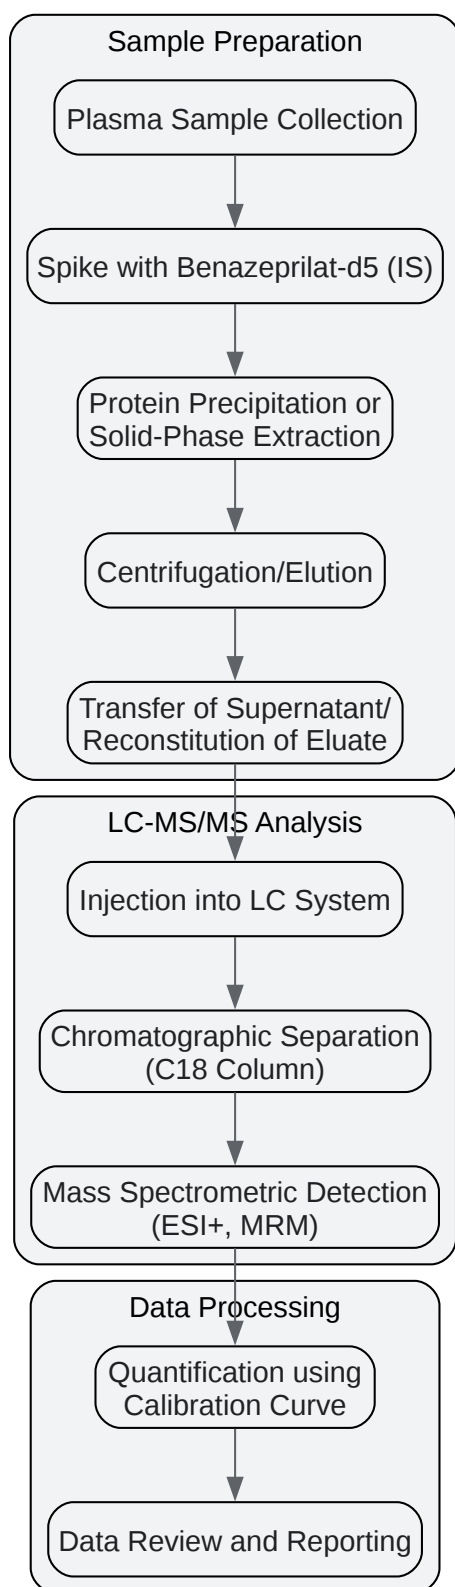 Sample Preparation
Plasma Sample Collection
Spike with Benazeprilat-d5 (IS)
Protein Precipitation or
Solid-Phase Extraction
Centrifugation/Elution
Transfer of Supernatant/
Reconstitution of Eluate
LC-MS/MS Analysis
Injection into LC System
Chromatographic Separation
(C18 Column)
Mass Spectrometric Detection
(ESI+, MRM)
Data Processing
Quantification using
Calibration Curve
Data Review and Reporting